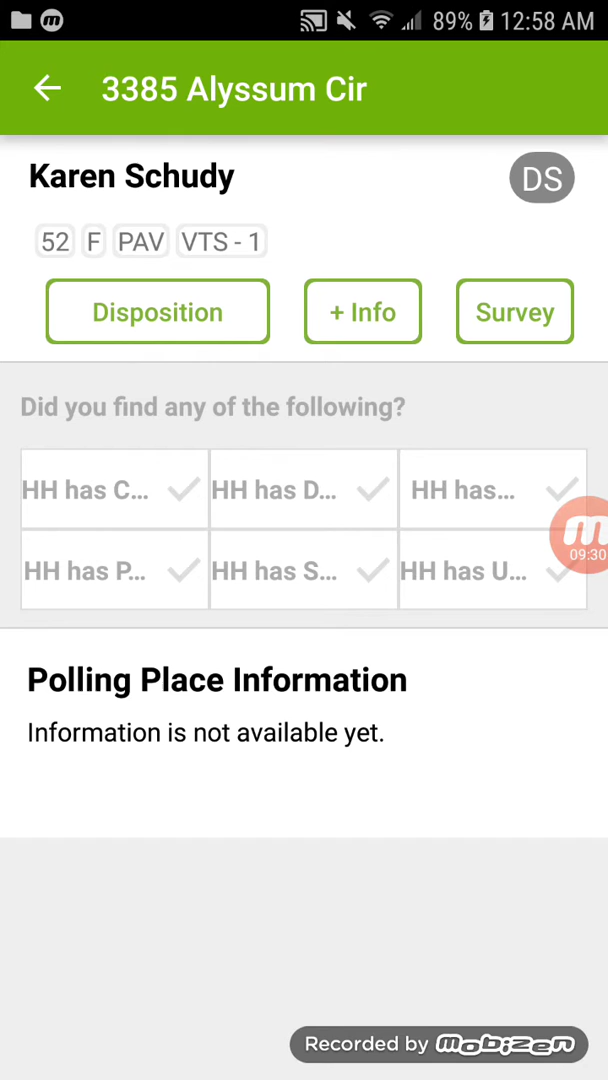 89% 12:58 AM
3385 Alyssum Cir
Karen Schudy
DS
52 F PAV VTS - 1
Disposition + Info Survey
Did you find any of the following?
HH has C... HH has D... HH has...
HH has P... HH has S... HH has U...
09:30
Polling Place Information
Information is not available yet.
Recorded by mobizen